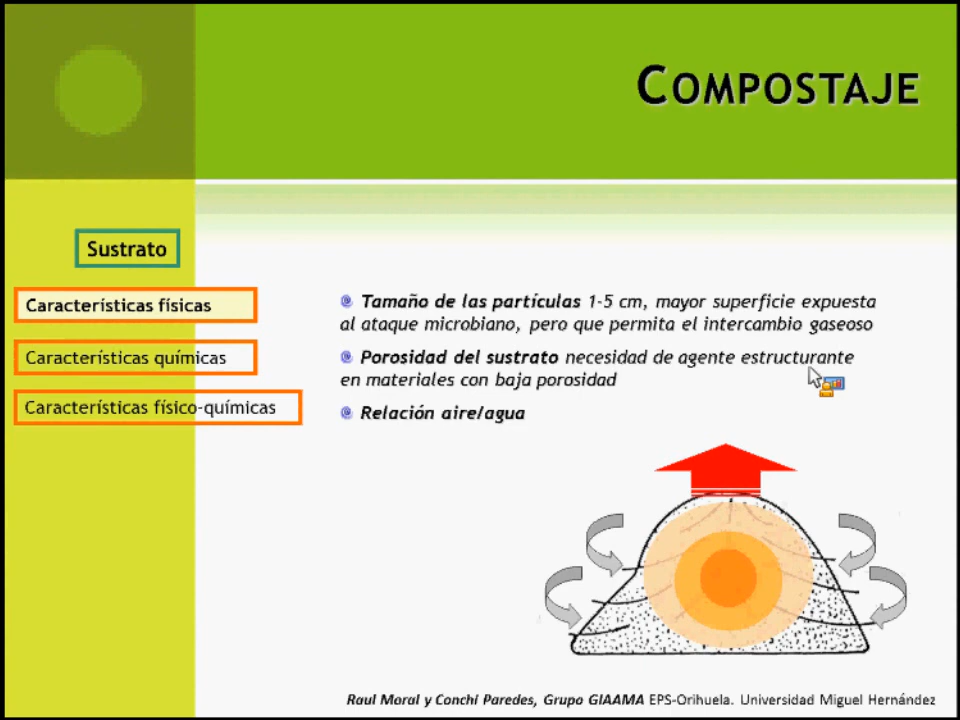 COMPOSTAJE
Sustrato
Características físicas
Características químicas
Características físico-químicas
Tamaño de las partículas 1-5 cm, mayor superficie expuesta
al ataque microbiano, pero que permita el intercambio gaseoso
Porosidad del sustrato necesidad de agente estructurante
en materiales con baja porosidad
Relación aire/agua
Raul Moral y Conchi Paredes, Grupo GIAAMA EPS-Orihuela. Universidad Miguel Hernández